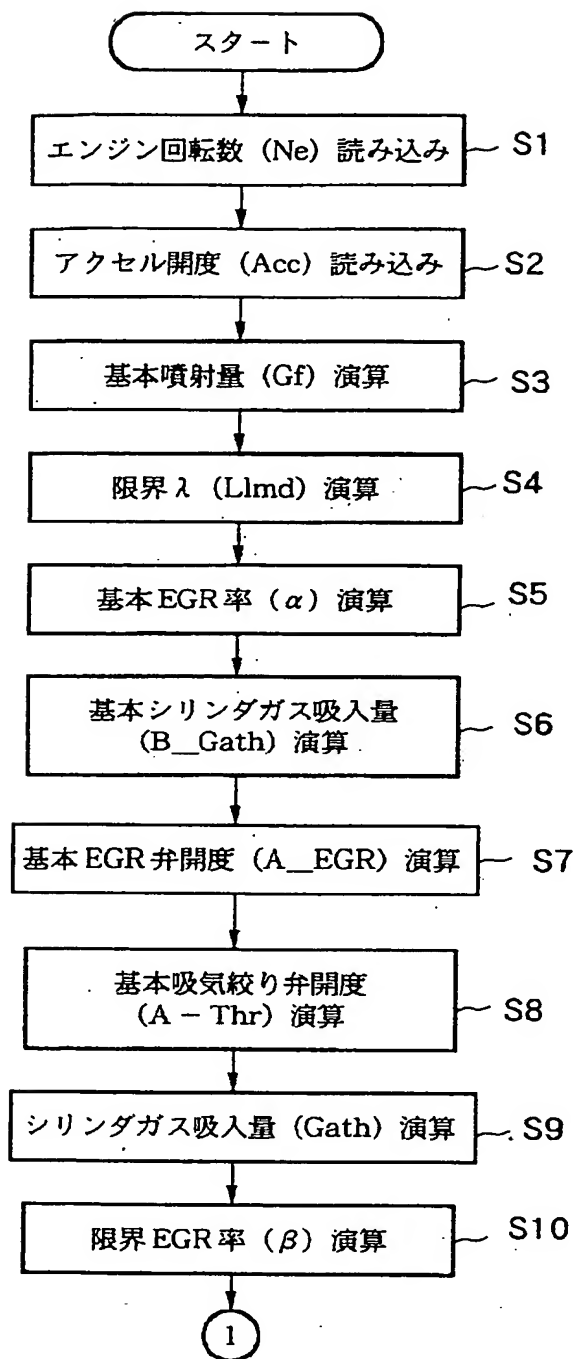 スタート
エンジン回転数 (Ne) 読み込み S1
アクセル開度 (Acc) 読み込み S2
基本噴射量 (Gf) 演算 S3
限界λ (Llmd) 演算 S4
基本EGR率 (α) 演算 S5
基本シリンダガス吸入量
(B__Gath) 演算 S6
基本EGR弁開度 (A__EGR) 演算 S7
基本吸気絞り弁開度
(A－Thr) 演算 S8
シリンダガス吸入量 (Gath) 演算 S9
限界EGR率 (β) 演算 S10
1